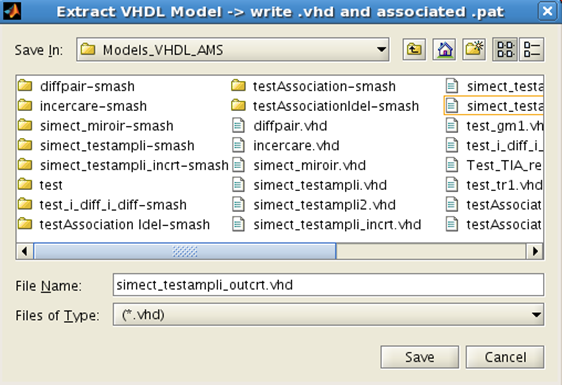 Extract VHDL Model -> write .vhd and associated .pat
Save In: Models_VHDL_AMS
diffpair-smash
incercare-smash
simect_miroir-smash
simect_testampli-smash
simect_testampli_incrt-smash
test
test_i_diff_i_diff-smash
testAssociation Idel-smash
testAssociation-smash
testAssociationIdel-smash
diffpair.vhd
incercare.vhd
simect_miroir.vhd
simect_testampli.vhd
simect_testampli2.vhd
simect_testampli_incrt.vhd
simect_testa
simect_testa
test_gm1.vh
test_i_diff_i_
Test_TIA_re
test_tr1.vhd
testAssociat
testAssociat
File Name: simect_testampli_outcrt.vhd
Files of Type: (*.vhd)
Save Cancel